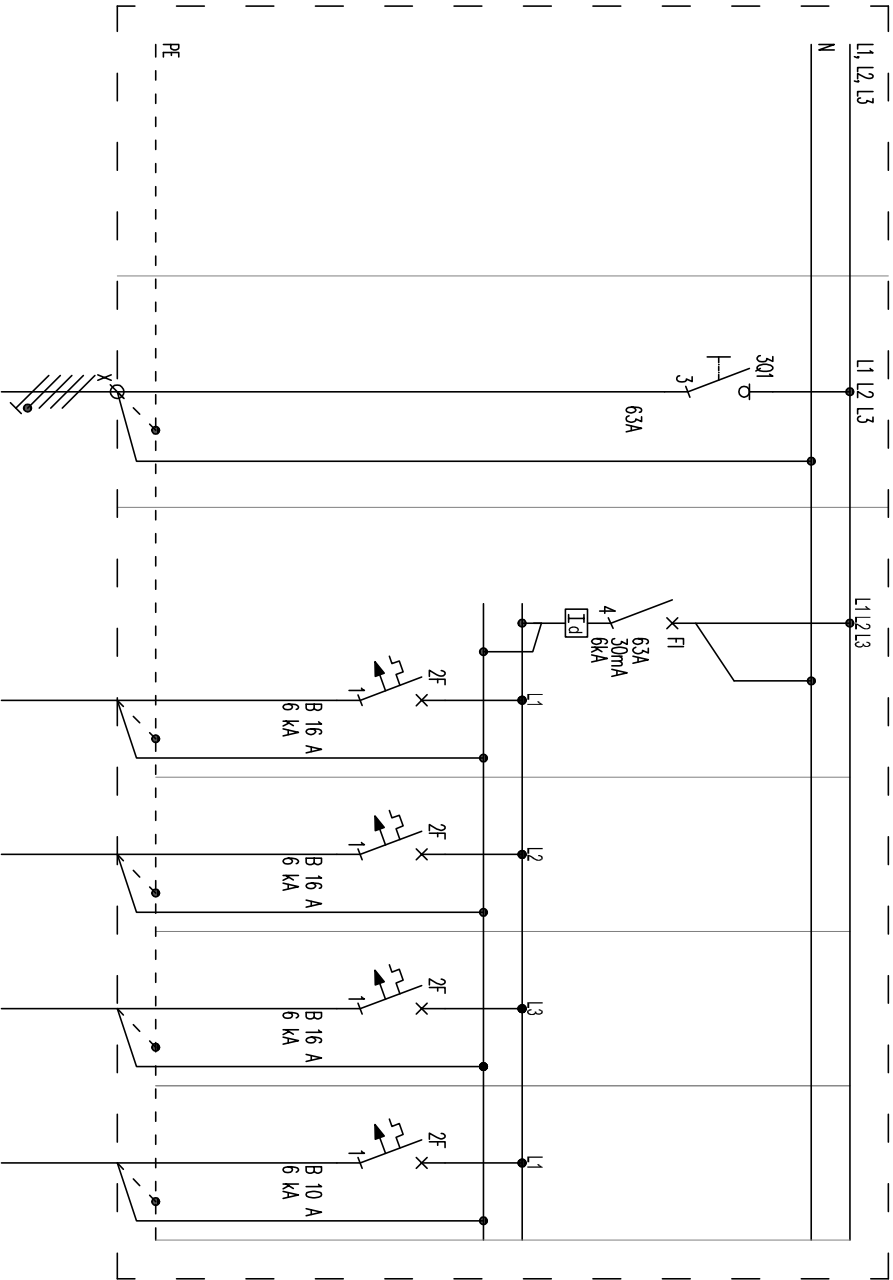 L1, L2, L3
N
PE
L1 L2 L3
3Q1
3
63A
X
L1 L2 L3
FI
4
63A
30mA
6kA
Id
L1
2F
1
B 16 A
6 kA
L2
2F
1
B 16 A
6 kA
L3
2F
1
B 16 A
6 kA
L1
2F
1
B 10 A
6 kA